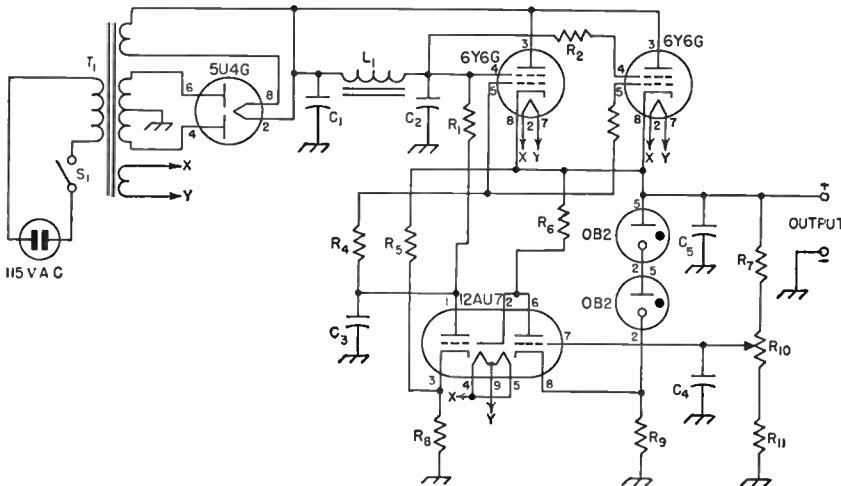 T1
5U4G
6
8
4
2
X
Y
S1
115 V A C
L1
C1
C2
R1
6Y6G
3
4
5
8
2
7
X
Y
R2
6Y6G
3
4
5
8
2
7
X
Y
R4
R5
R6
C3
12AU7
1
2
6
7
3
4
9
5
8
X
Y
R8
5
OB2
2
5
OB2
2
R9
C5
R7
R10
C4
R11
+
OUTPUT
−